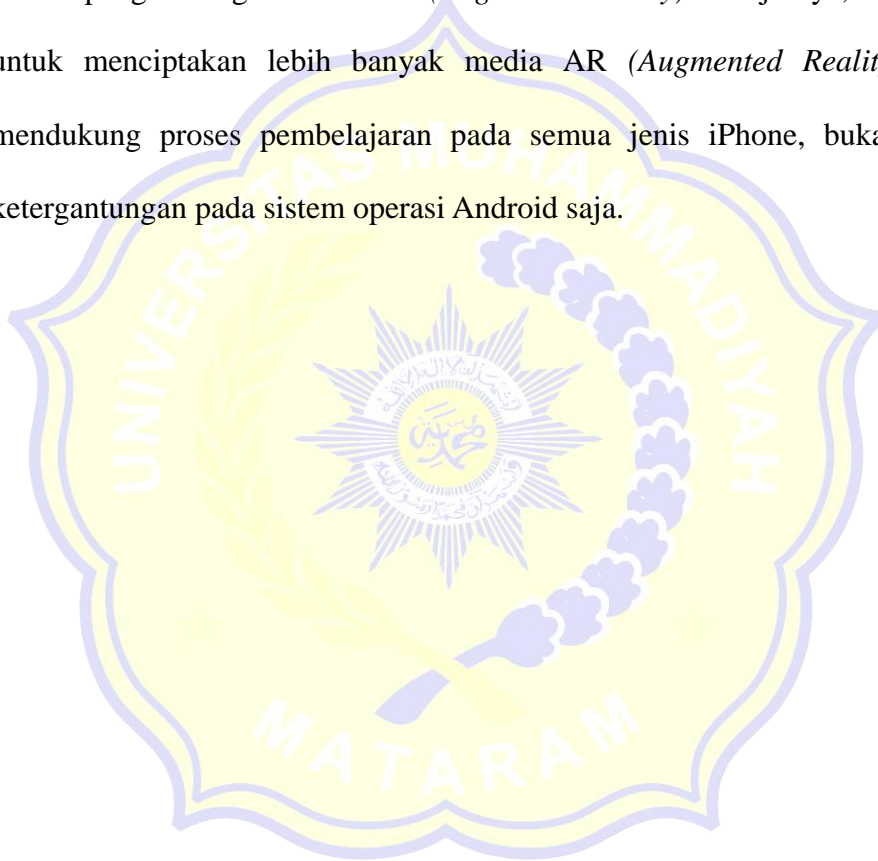 untuk menciptakan lebih banyak media AR (Augmented Reality
mendukung proses pembelajaran pada semua jenis iPhone, buka
ketergantungan pada sistem operasi Android saja.
UNIVERSITAS MUHAMMADIYAH
MATARAM